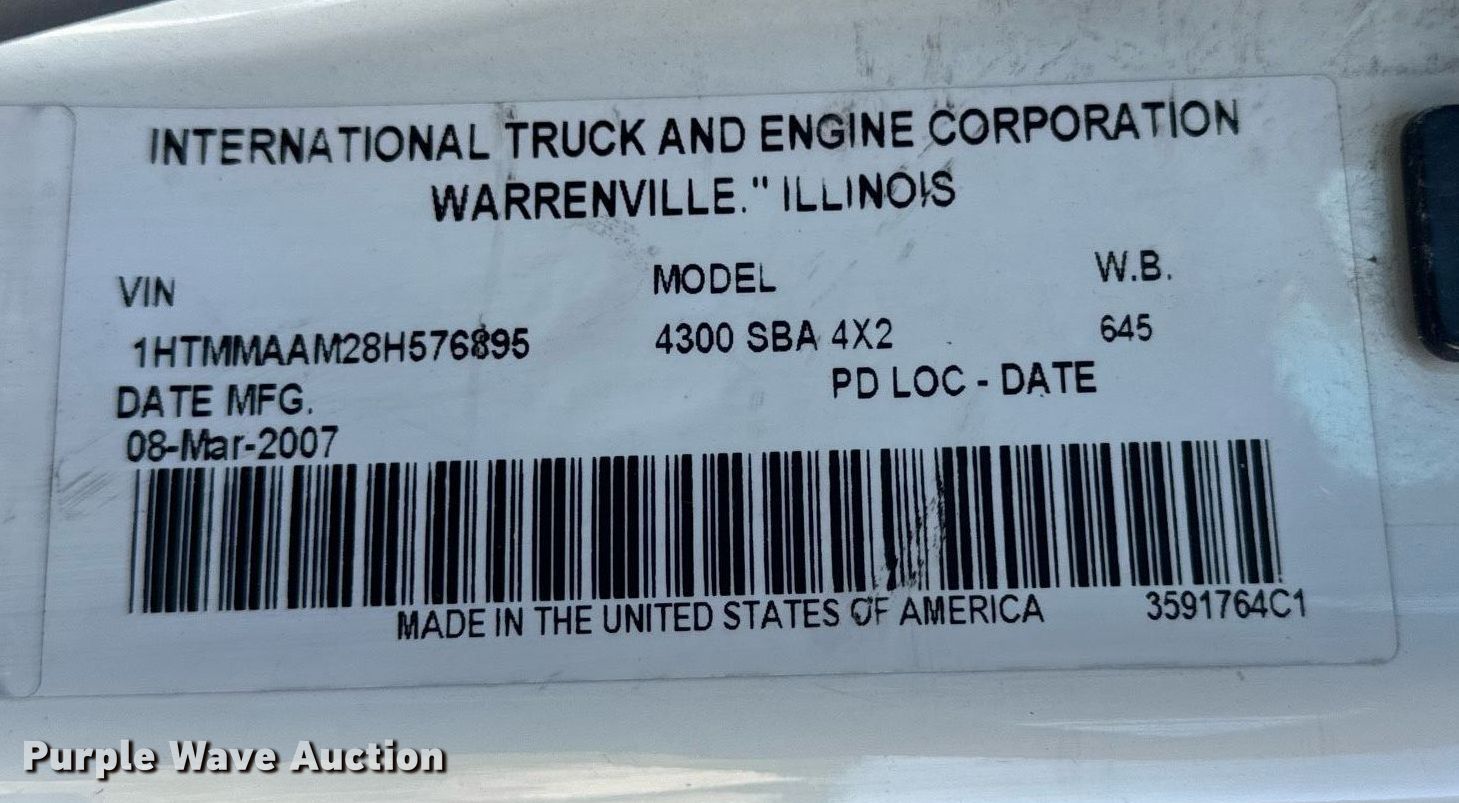 INTERNATIONAL TRUCK AND ENGINE CORPORATION
WARRENVILLE." ILLINOIS
VIN MODEL W.B.
1HTMMAAM28H576895 4300 SBA 4X2 645
DATE MFG. PD LOC - DATE
08-Mar-2007
MADE IN THE UNITED STATES OF AMERICA 3591764C1
Purple Wave Auction